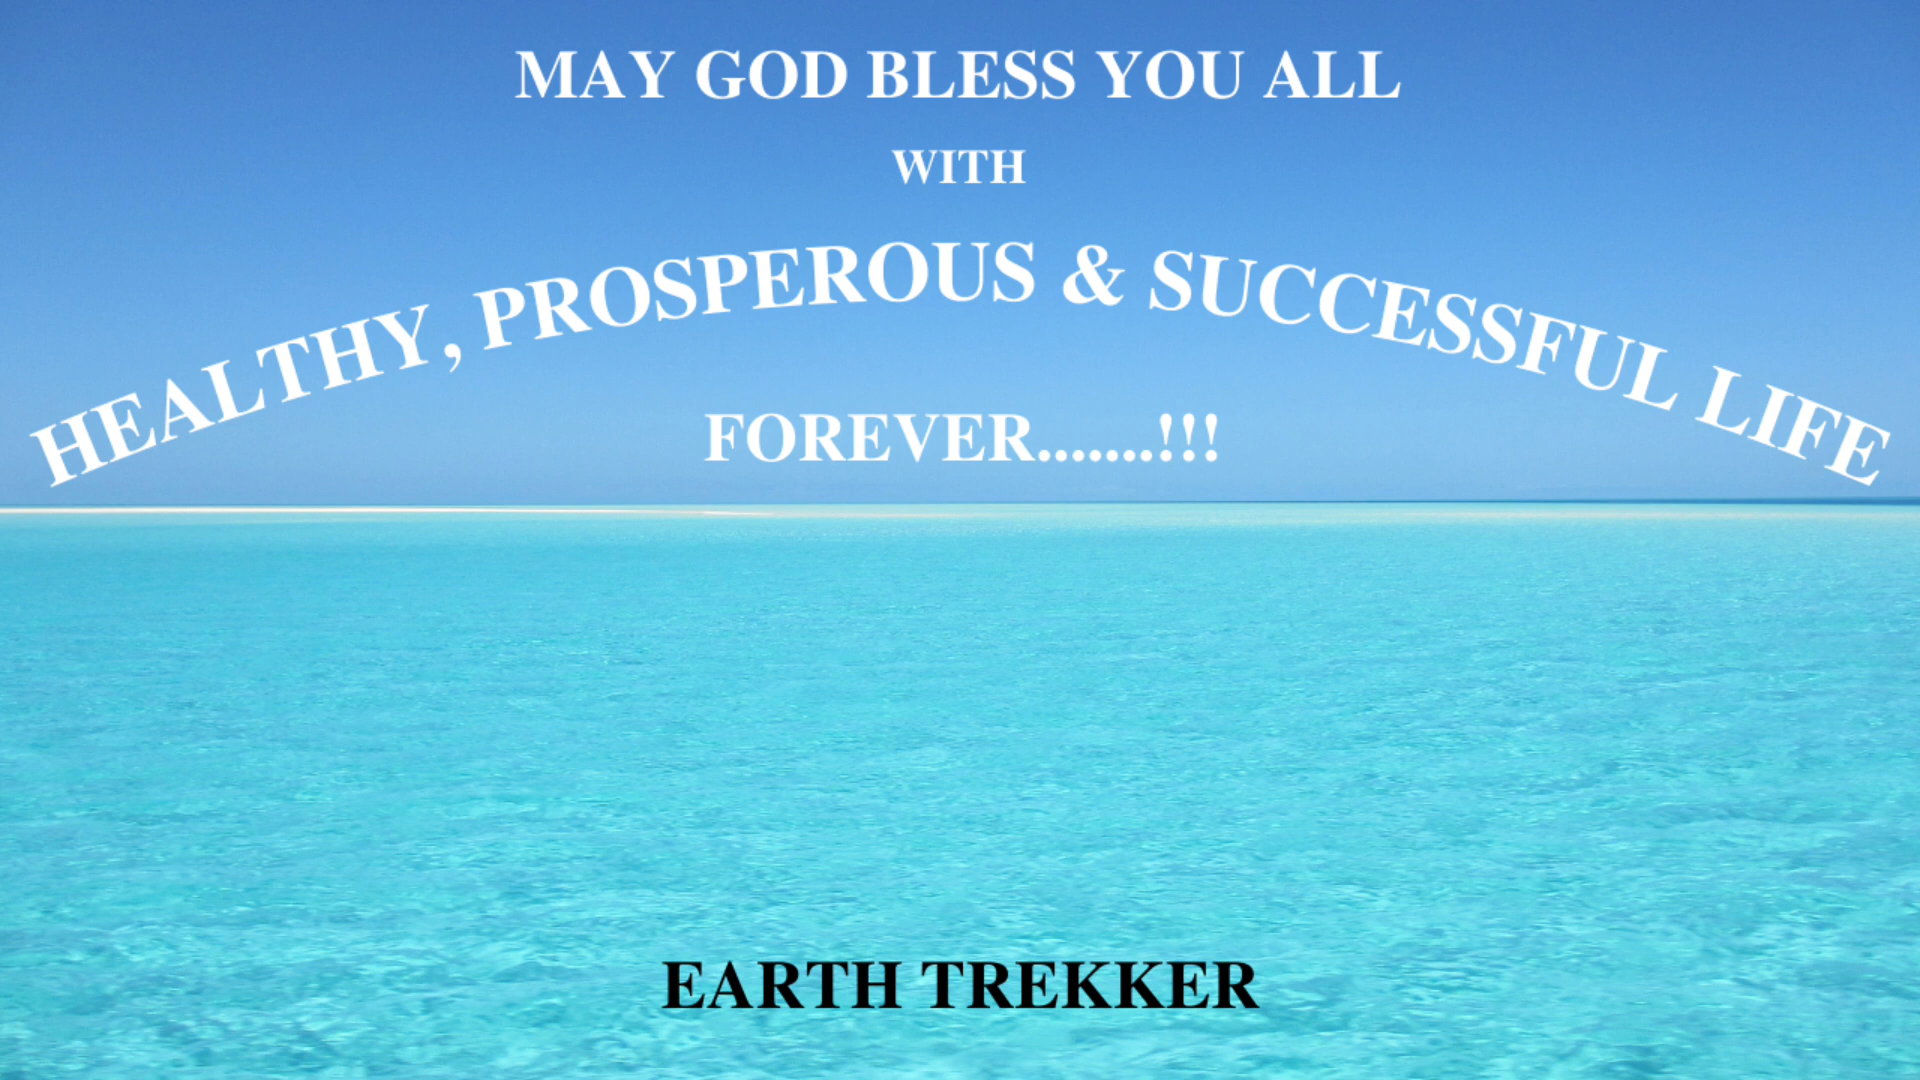 MAY GOD BLESS YOU ALL
WITH
HEALTHY, PROSPEROUS & SUCCESSFUL LIFE
FOREVER.......!!!
EARTH TREKKER